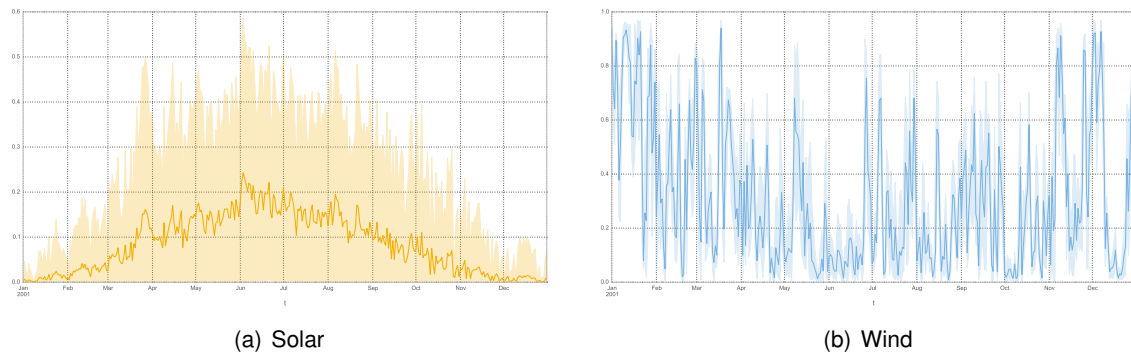 0.6
0.5
0.4
0.3
0.2
0.1
0.0
Jan Feb Mar Apr May Jun Jul Aug Sep Oct Nov Dec
2001
t
(a) Solar
1.0
0.8
0.6
0.4
0.2
0.0
Jan Feb Mar Apr May Jun Jul Aug Sep Oct Nov Dec
2001
t
(b) Wind